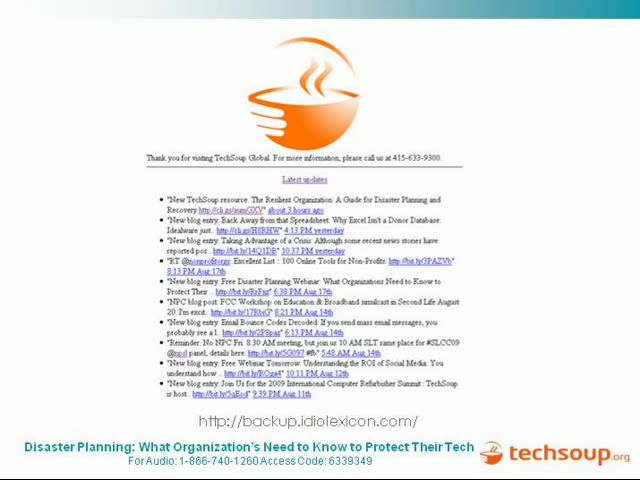 Thank you for visiting TechSoup Global. For more information, please call us at 415-633-9300.
Latest updates
"New TechSoup resource. The Resilient Organization: A Guide for Disaster Planning and
Recovery http://cli.gs/aumGXV" about 3 hours ago
"New blog entry: Back Away from that Spreadsheet: Why Excel Isn't a Donor Database.
Idealware just.. http://cli.gs/H8RHW" 4:13 PM yesterday
"New blog entry: Taking Advantage of a Crisis: Although some recent news stories have
reported pos.. http://bit.ly/14Q1DB" 10:37 PM yesterday
"RT @nonprofitorgs: Excellent List :: 100 Online Tools for Non-Profits: http://bit.ly/3PAZVb"
8:13 PM Aug 17th
"New blog entry: Free Disaster Planning Webinar: What Organizations Need to Know to
Protect Their .. http://bit.ly/RrFxr" 6:38 PM Aug 17th
"NPC blog post: FCC Workshop on Education & Broadband simulcast in Second Life August
20: I'm excit.. http://bit.ly/17RbiG" 8:21 PM Aug 14th
"New blog entry: Email Bounce Codes Decoded: If you send mass email messages, you
probably see a l.. http://bit.ly/2P8paz" 6:13 PM Aug 14th
"Reminder: No NPC Fri. 8:30 AM meeting, but join us 10 AM SLT same place for #SLCC09
@npsl panel, details here: http://bit.ly/5G097 #fb" 5:48 AM Aug 14th
"New blog entry: Free Webinar Tomorrow: Understanding the ROI of Social Media: You
understand how .. http://bit.ly/BOga4" 10:11 PM Aug 12th
"New blog entry: Join Us for the 2009 International Computer Refurbisher Summit : TechSoup
is host.. http://bit.ly/5qEo4" 9:39 PM Aug 11th
http://backup.idiolexicon.com/
Disaster Planning: What Organization's Need to Know to Protect Their Tech
For Audio: 1-866-740-1260 Access Code: 6339349
techsoup.org